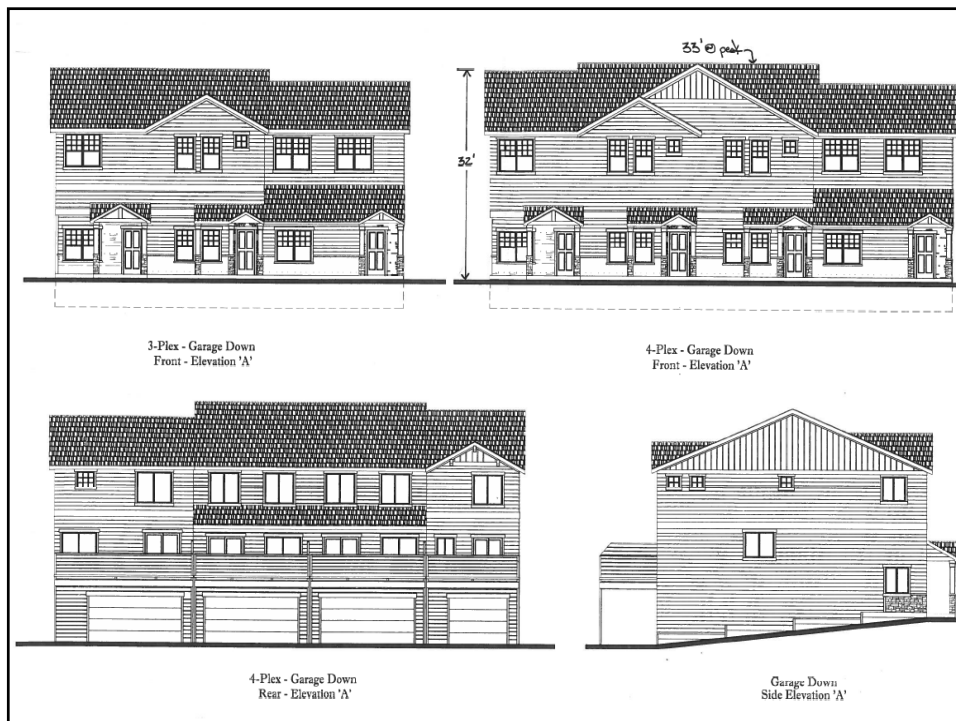 33' @ peak
32'
3-Plex - Garage Down
Front - Elevation 'A'
4-Plex - Garage Down
Front - Elevation 'A'
4-Plex - Garage Down
Rear - Elevation 'A'
Garage Down
Side Elevation 'A'